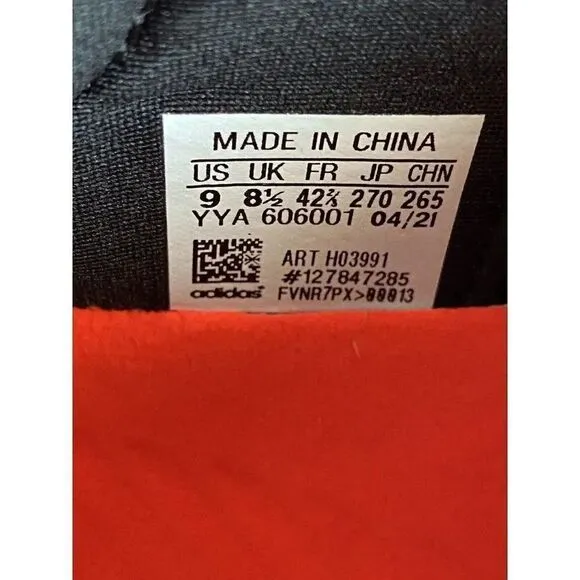 MADE IN CHINA
US UK FR JP CHN
9 8½ 42⅔ 270 265
YYA 606001 04/21
ART H03991
#127847285
adidas FVNR7PX>00013